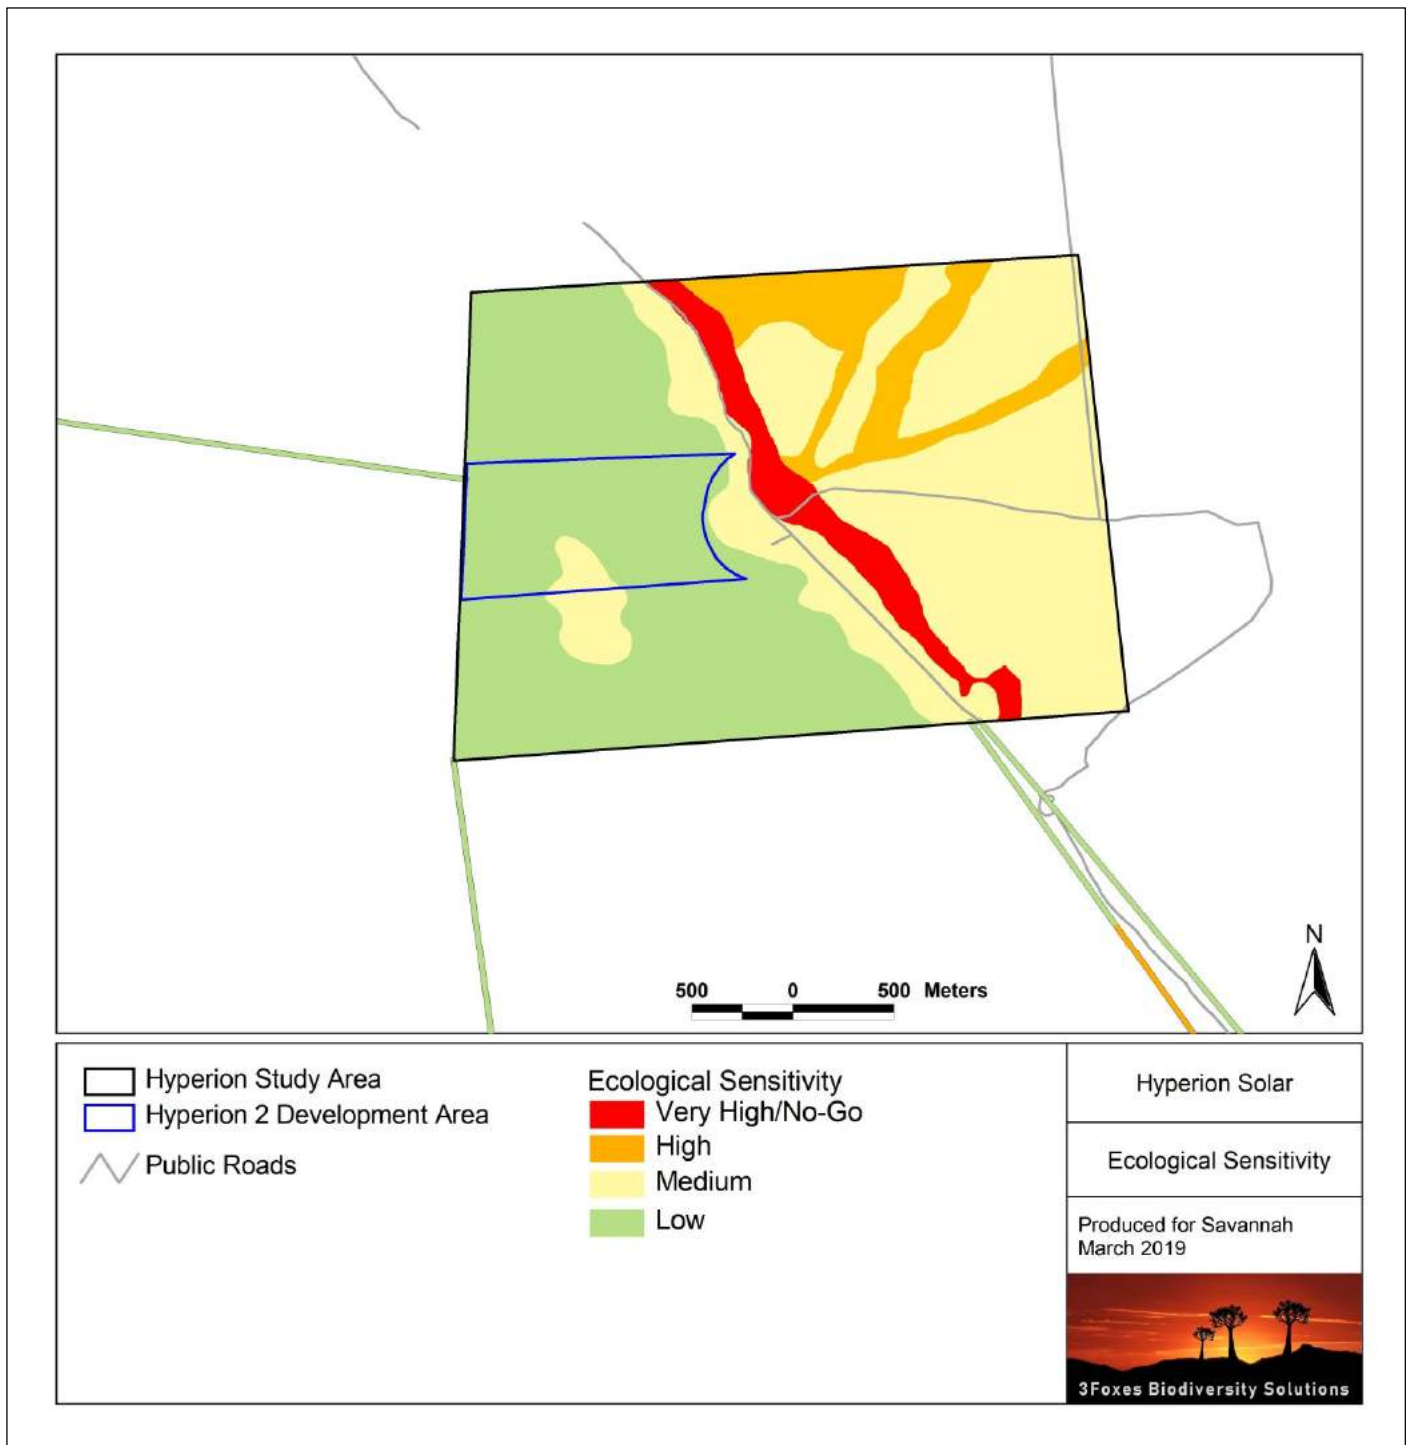 N
500 0 500 Meters
Hyperion Study Area
Hyperion 2 Development Area
Public Roads
Ecological Sensitivity
Very High/No-Go
High
Medium
Low
Hyperion Solar
Ecological Sensitivity
Produced for Savannah
March 2019
3Foxes Biodiversity Solutions